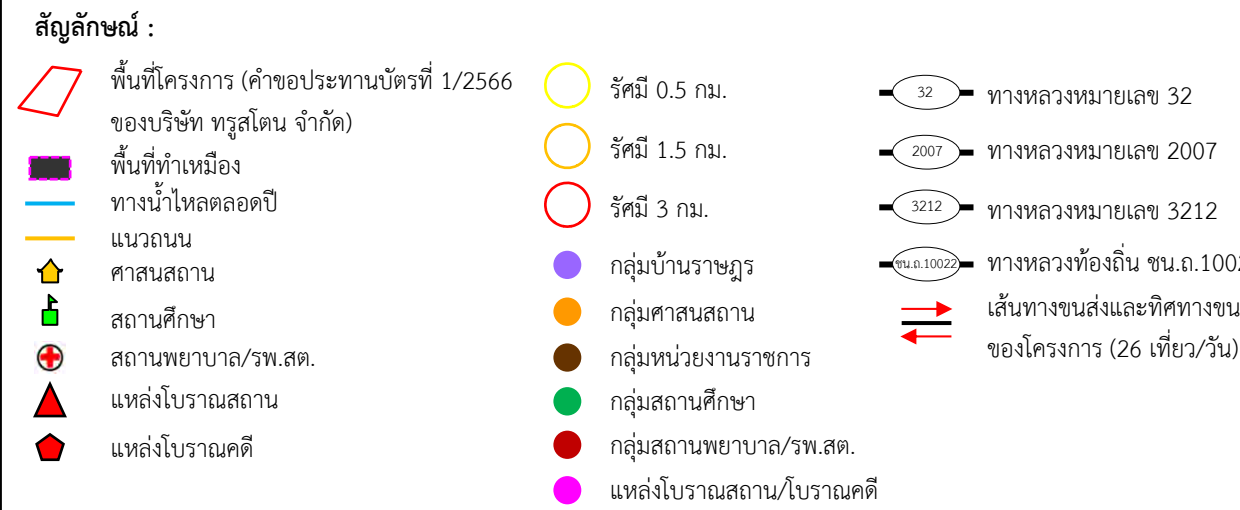 สัญลักษณ์ :
พื้นที่โครงการ (คำขอประทานบัตรที่ 1/2566
ของบริษัท ทรูสโตน จำกัด)
พื้นที่ทำเหมือง
ทางน้ำไหลตลอดปี
แนวถนน
ศาสนสถาน
สถานศึกษา
สถานพยาบาล/รพ.สต.
แหล่งโบราณสถาน
แหล่งโบราณคดี
รัศมี 0.5 กม.
รัศมี 1.5 กม.
รัศมี 3 กม.
กลุ่มบ้านราษฎร
กลุ่มศาสนสถาน
กลุ่มหน่วยงานราชการ
กลุ่มสถานศึกษา
กลุ่มสถานพยาบาล/รพ.สต.
แหล่งโบราณสถาน/โบราณคดี
32 ทางหลวงหมายเลข 32
2007 ทางหลวงหมายเลข 2007
3212 ทางหลวงหมายเลข 3212
ชน.ถ.10022 ทางหลวงท้องถิ่น ชน.ถ.1002
เส้นทางขนส่งและทิศทางขน
ของโครงการ (26 เที่ยว/วัน)